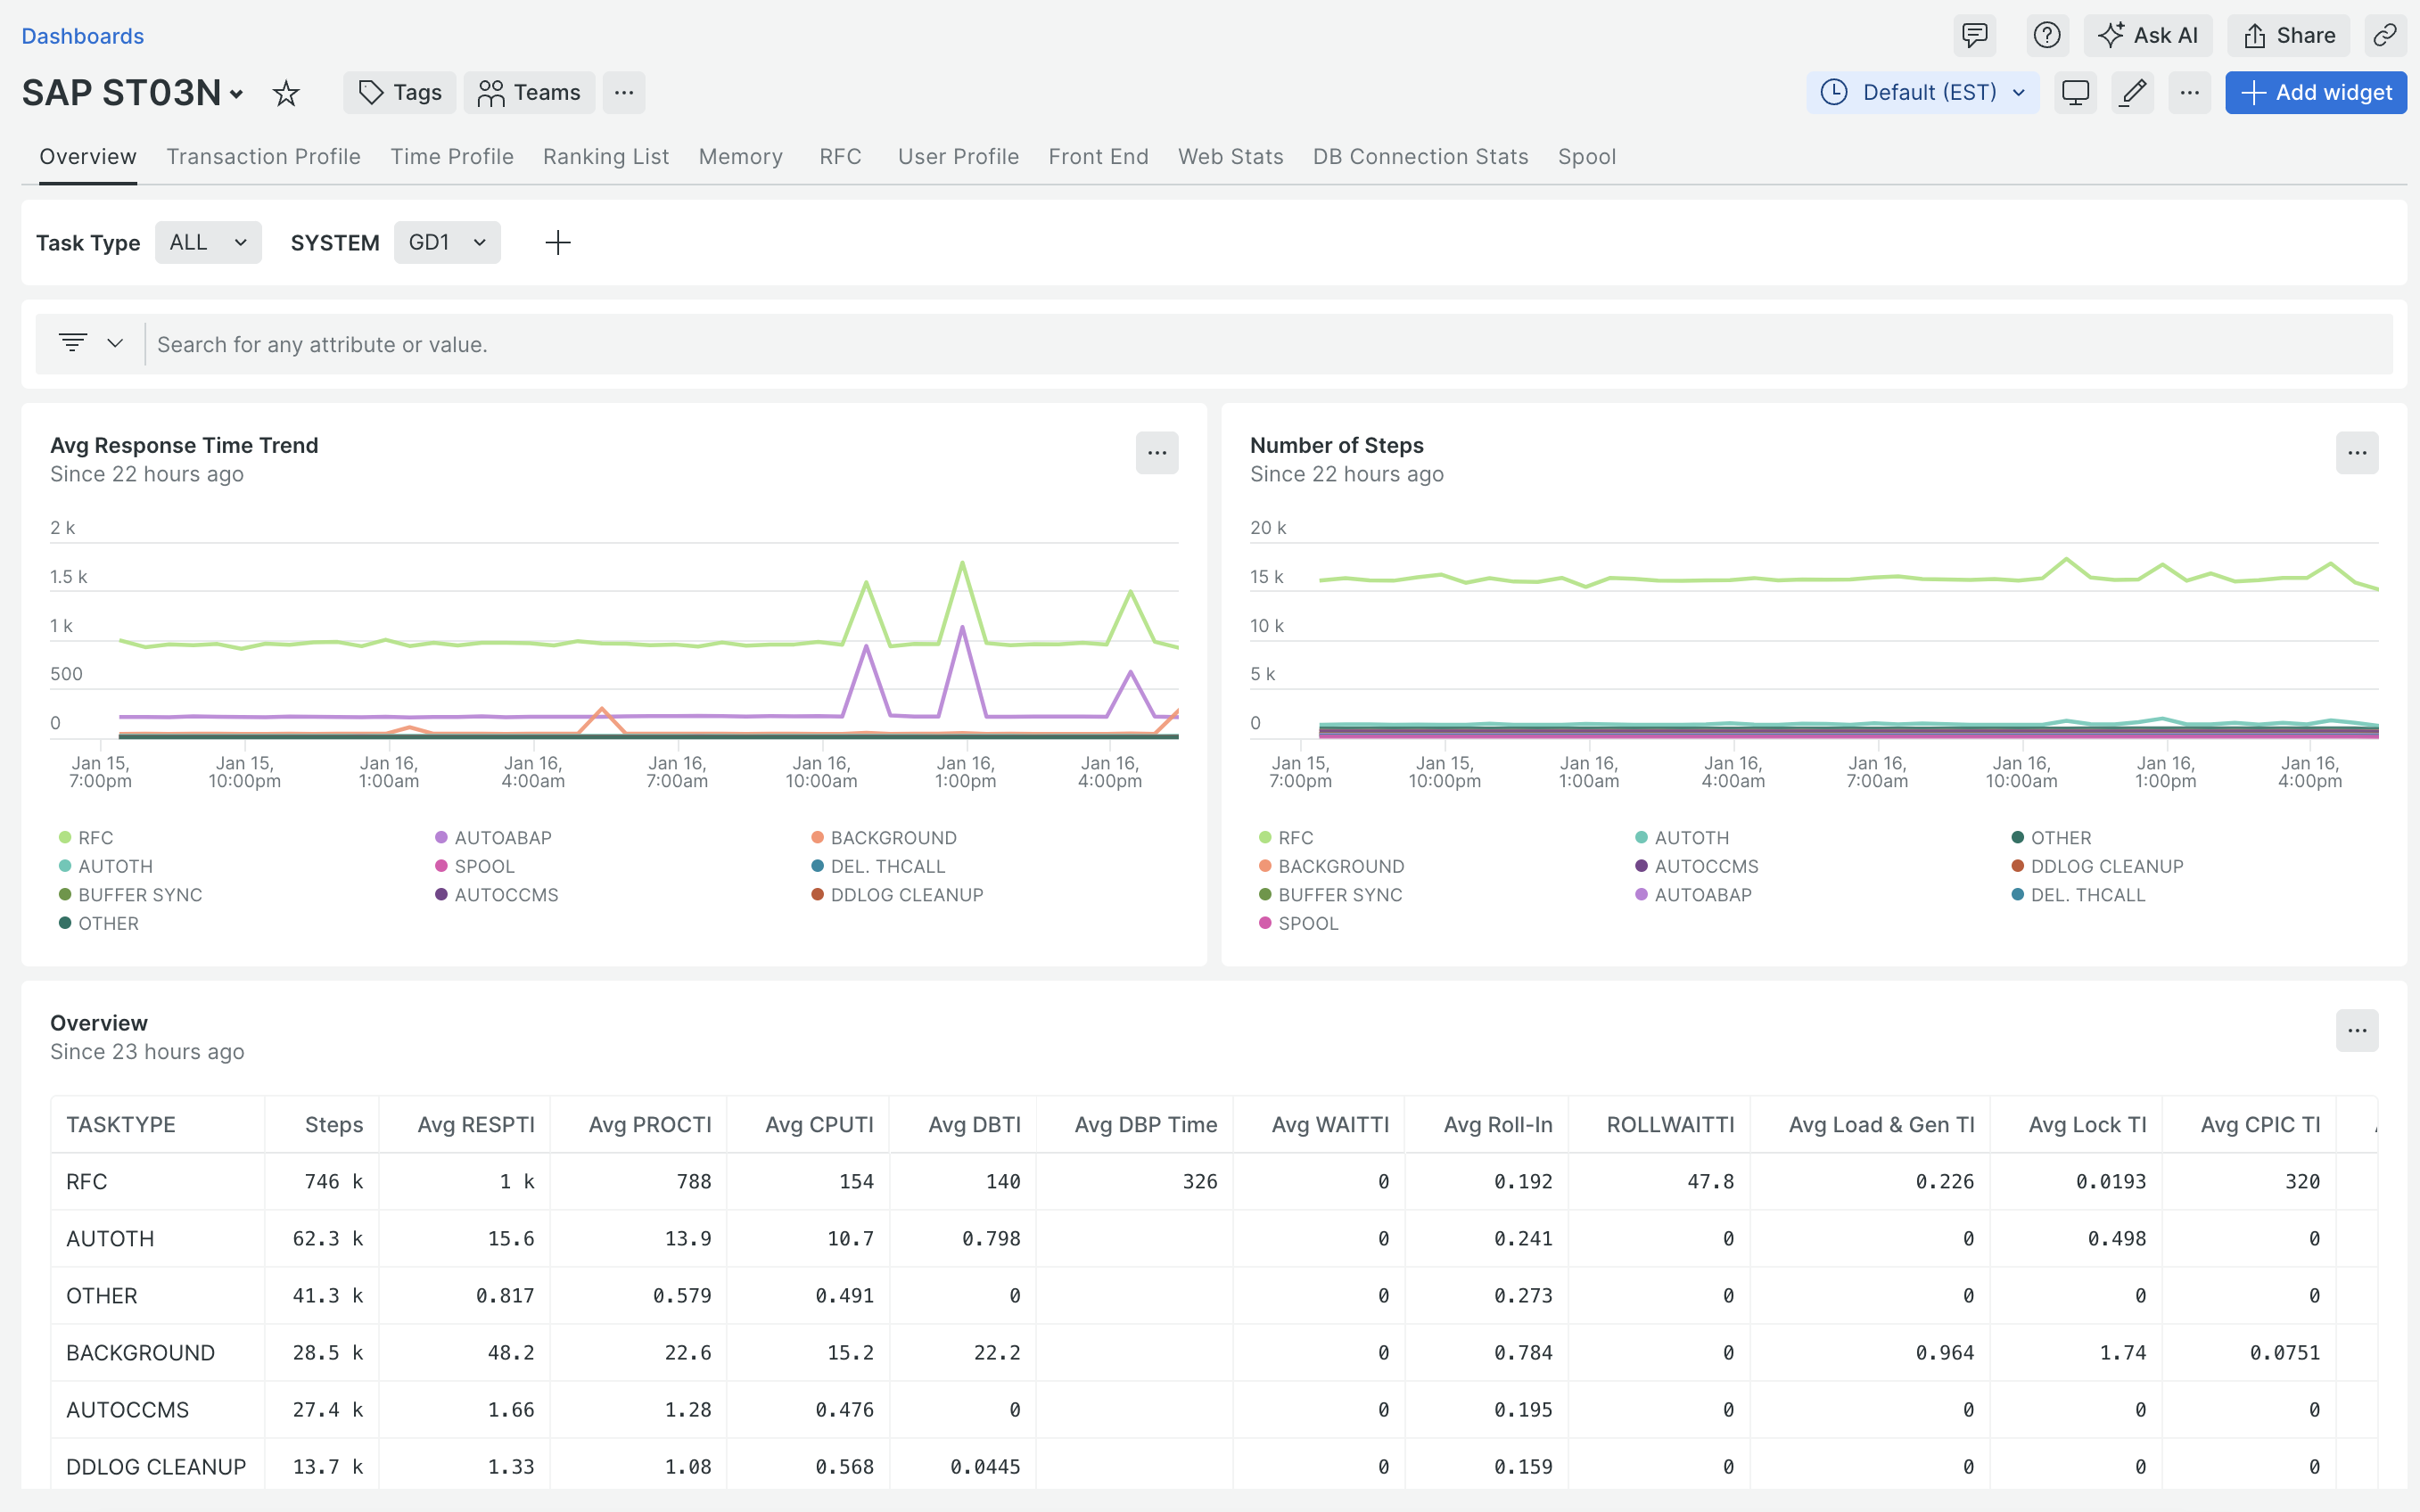 Dashboards
Ask AI
Share
SAP ST03N
Tags
Teams
Default (EST)
Add widget
Overview Transaction Profile Time Profile Ranking List Memory RFC User Profile Front End Web Stats DB Connection Stats Spool
Task Type ALL SYSTEM GD1
Search for any attribute or value.
Avg Response Time Trend
Since 22 hours ago
2 k
1.5 k
1 k
500
0
Jan 15, 7:00pm
Jan 15, 10:00pm
Jan 16, 1:00am
Jan 16, 4:00am
Jan 16, 7:00am
Jan 16, 10:00am
Jan 16, 1:00pm
Jan 16, 4:00pm
RFC AUTOABAP BACKGROUND
AUTOTH SPOOL DEL. THCALL
BUFFER SYNC AUTOCCMS DDLOG CLEANUP
OTHER
Number of Steps
Since 22 hours ago
20 k
15 k
10 k
5 k
0
Jan 15, 7:00pm
Jan 15, 10:00pm
Jan 16, 1:00am
Jan 16, 4:00am
Jan 16, 7:00am
Jan 16, 10:00am
Jan 16, 1:00pm
Jan 16, 4:00pm
RFC AUTOTH OTHER
BACKGROUND AUTOCCMS DDLOG CLEANUP
BUFFER SYNC AUTOABAP DEL. THCALL
SPOOL
Overview
Since 23 hours ago
TASKTYPE Steps Avg RESPTI Avg PROCTI Avg CPUTI Avg DBTI Avg DBP Time Avg WAITTI Avg Roll-In ROLLWAITTI Avg Load & Gen TI Avg Lock TI Avg CPIC TI
RFC 746 k 1 k 788 154 140 326 0 0.192 47.8 0.226 0.0193 320
AUTOTH 62.3 k 15.6 13.9 10.7 0.798 0 0.241 0 0 0.498 0
OTHER 41.3 k 0.817 0.579 0.491 0 0 0.273 0 0 0 0
BACKGROUND 28.5 k 48.2 22.6 15.2 22.2 0 0.784 0 0.964 1.74 0.0751
AUTOCCMS 27.4 k 1.66 1.28 0.476 0 0 0.195 0 0 0 0
DDLOG CLEANUP 13.7 k 1.33 1.08 0.568 0.0445 0 0.159 0 0 0 0